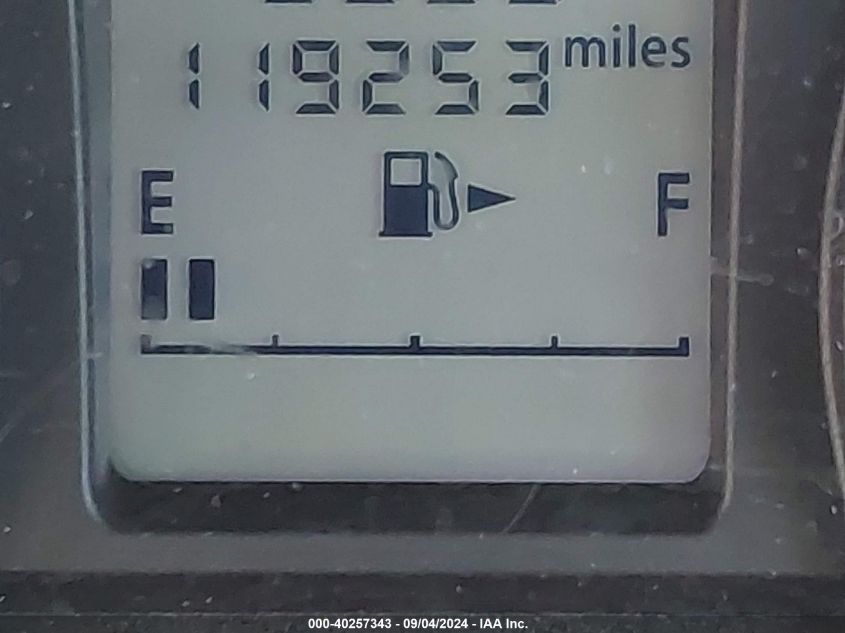 119253 miles
E F
000-40257343 - 09/04/2024 - IAA Inc.